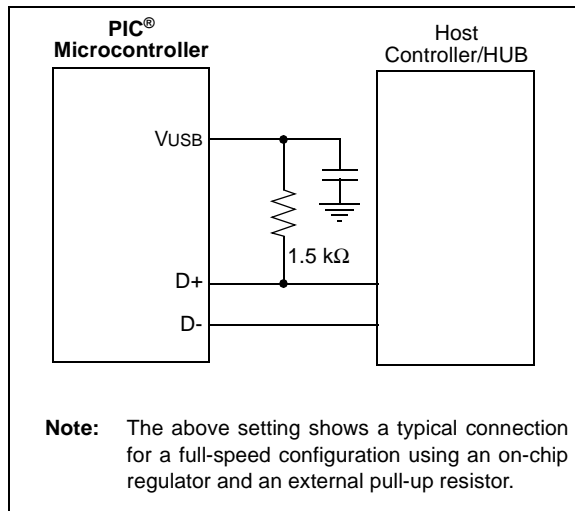 PIC®
Microcontroller
Host
Controller/HUB
VUSB
1.5 kΩ
D+
D-
Note: The above setting shows a typical connection
for a full-speed configuration using an on-chip
regulator and an external pull-up resistor.